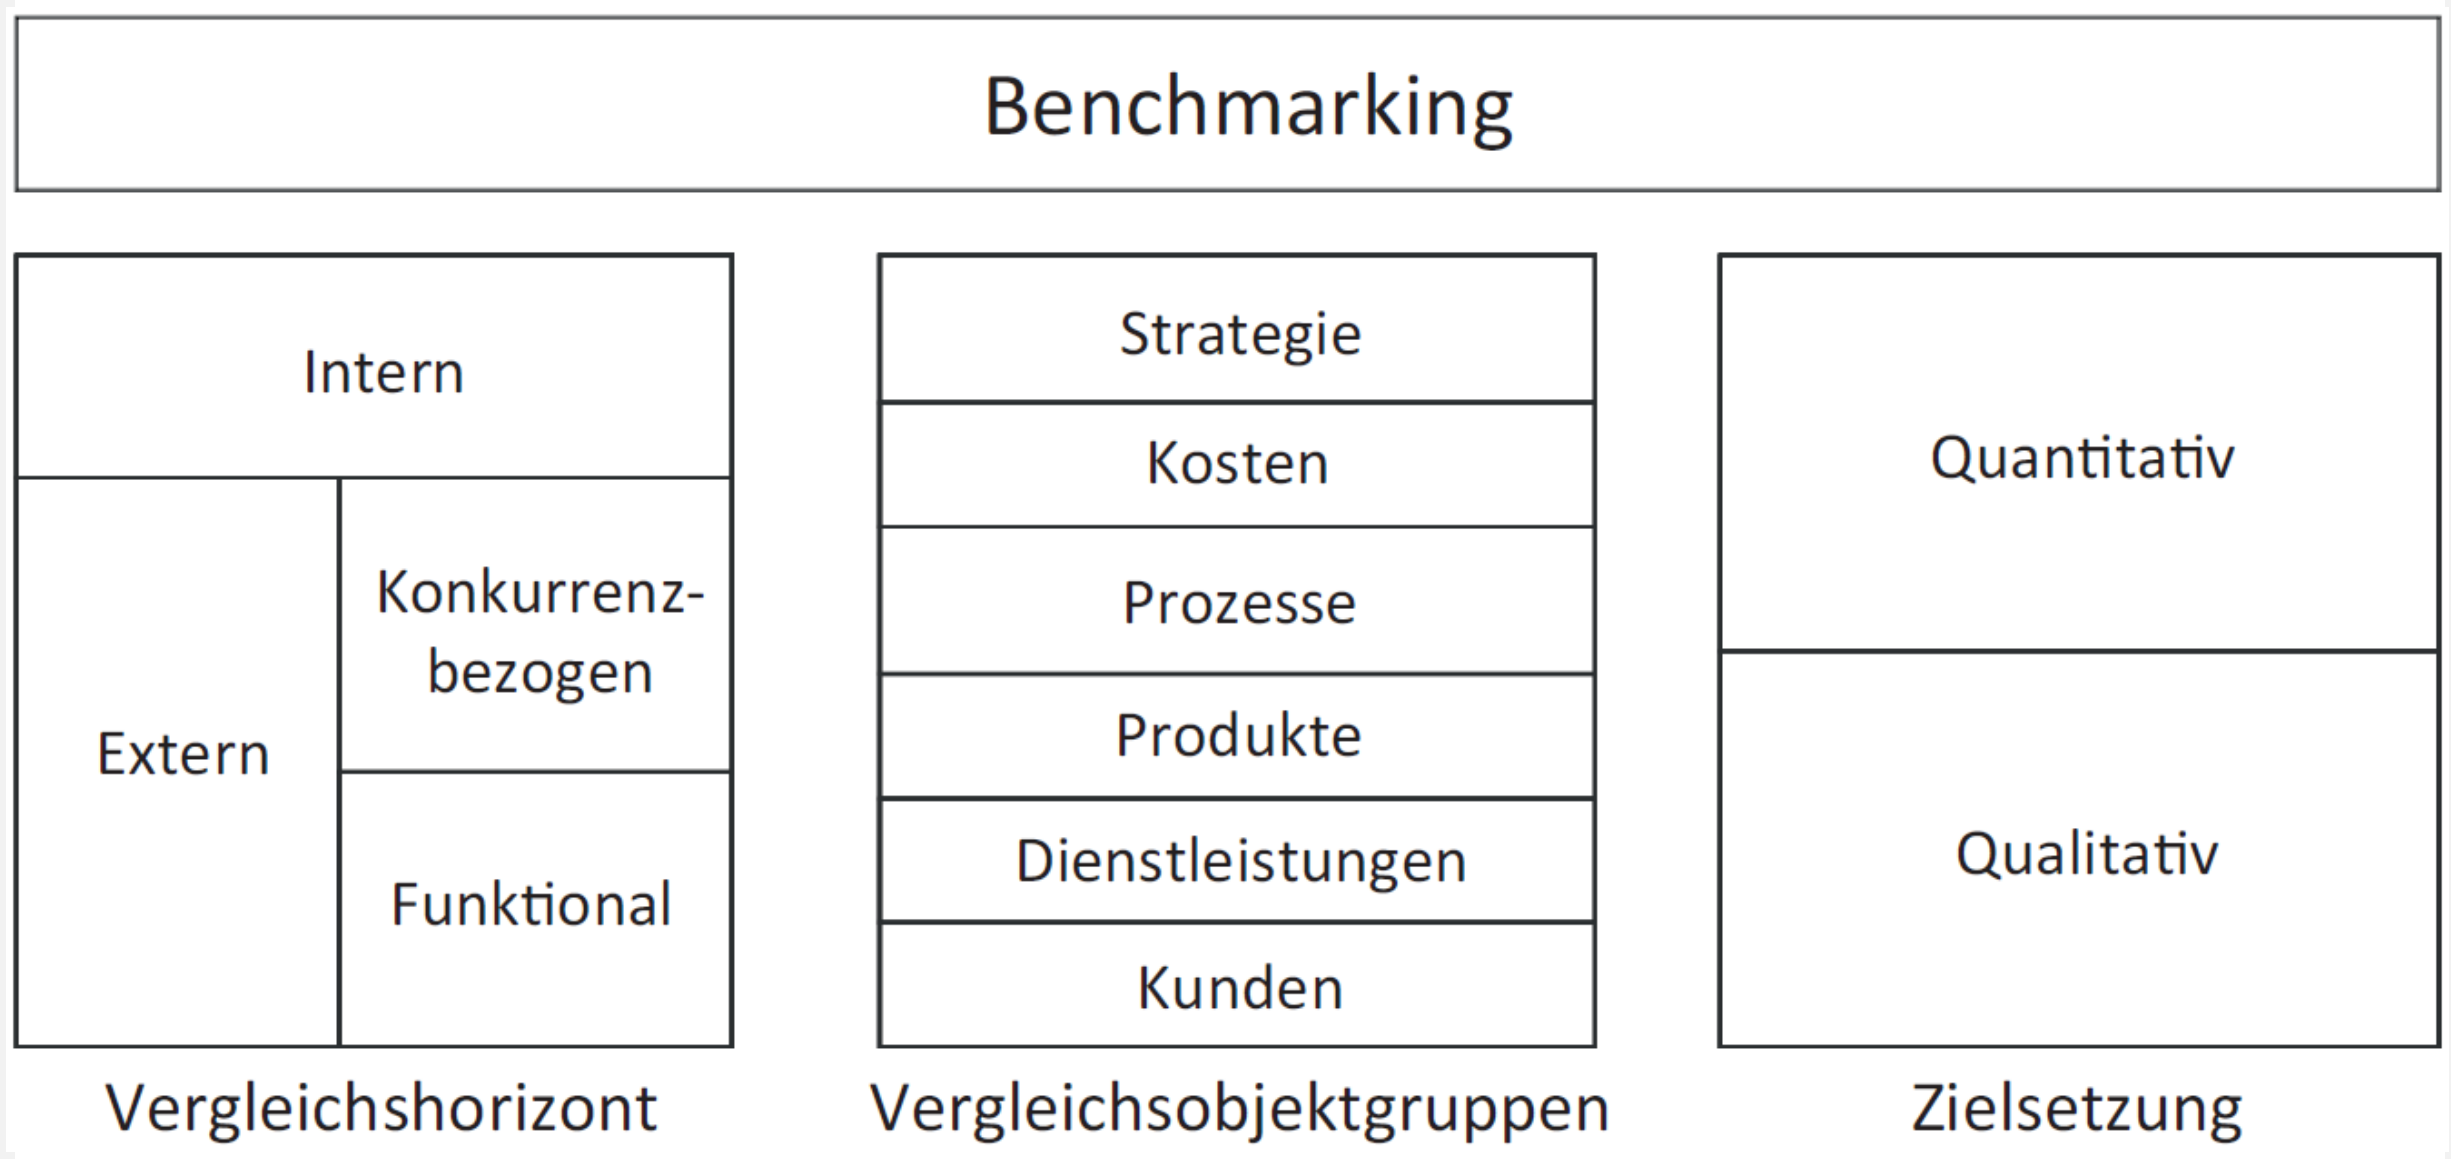 Benchmarking
Intern
Extern
Konkurrenz-
bezogen
Funktional
Vergleichshorizont
Strategie
Kosten
Prozesse
Produkte
Dienstleistungen
Kunden
Vergleichsobjektgruppen
Quantitativ
Qualitativ
Zielsetzung